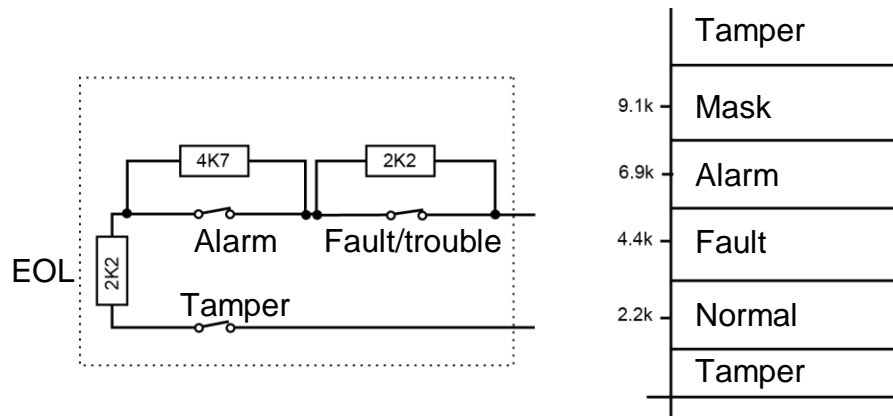 4K7
2K2
Alarm
Fault/trouble
EOL
2K2
Tamper
Tamper
9.1k
Mask
6.9k
Alarm
4.4k
Fault
2.2k
Normal
Tamper